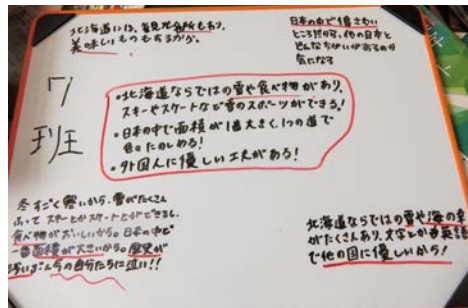 北海道には、自然や名所もあり、
美味しいものもあるから。
日本の中で1番さむい
ところだから、他の日本と
どんなちがいがあるのか
気になる
7
班
・北海道ならではの雪や食べ物があり、
スキーやスケートなど雪のスポーツができる!
・日本の中で面積が1番大きく、1つの道で
色々たのしめる!
・外国人に優しい工夫がある!
冬すごく寒いから、雪がたくさん
ふって スキーとかスケートとかができるし、
食べ物がおいしいから。日本の中で
一番面積が大きいから。歴史が
今の自分たちに近い!!
北海道ならではの雪や海の幸
がたくさんあり、文字とかも英語
で他の国に優しいから!